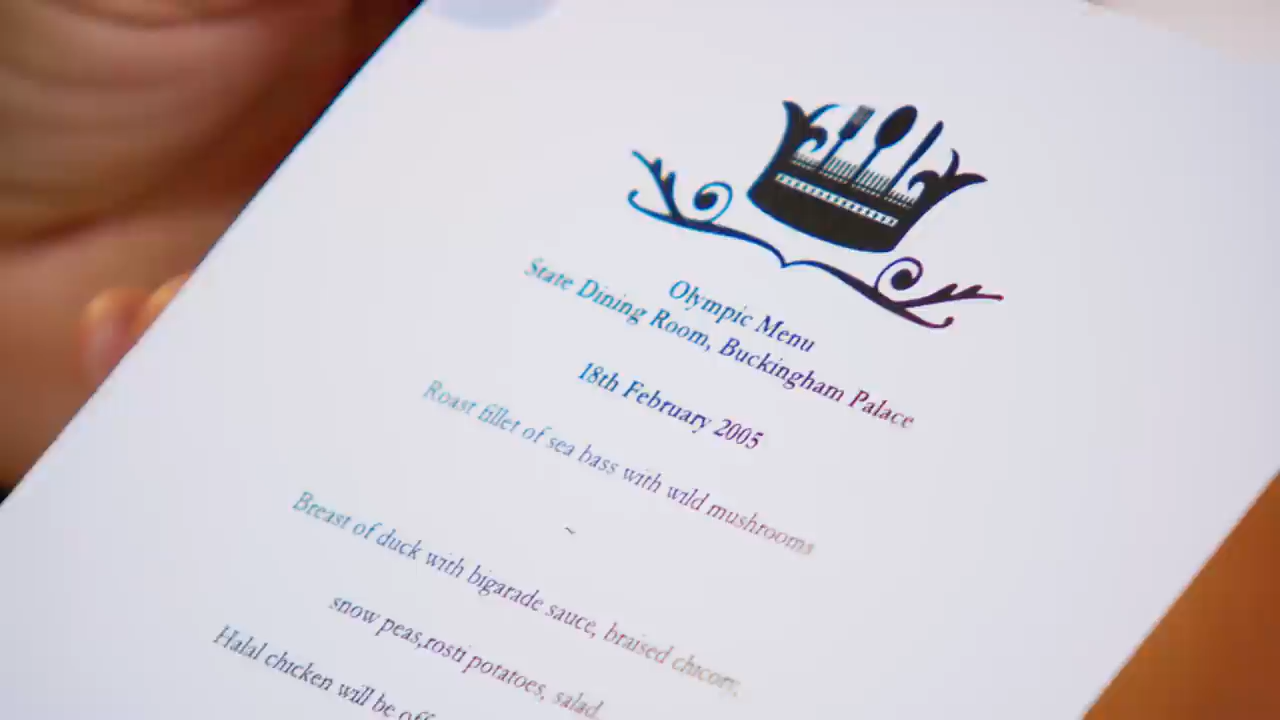 Olympic Menu
State Dining Room, Buckingham Palace
18th February 2005
Roast fillet of sea bass with wild mushrooms
~
Breast of duck with bigarade sauce, braised chicory,
snow peas,rosti potatoes, salad.
Halal chicken will be